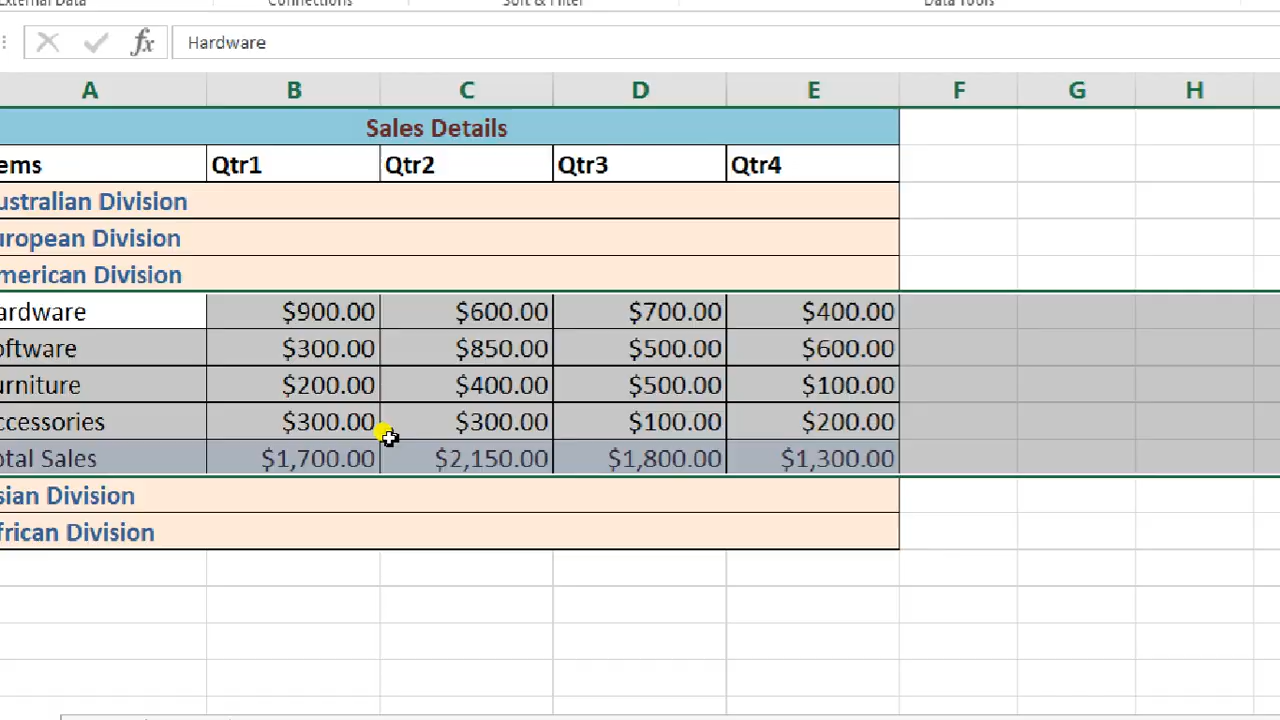 External Data Connections Sort & Filter Data Tools
fx Hardware
A B C D E F G H
Sales Details
ems Qtr1 Qtr2 Qtr3 Qtr4
ustralian Division
uropean Division
merican Division
ardware $900.00 $600.00 $700.00 $400.00
oftware $300.00 $850.00 $500.00 $600.00
urniture $200.00 $400.00 $500.00 $100.00
ccessories $300.00 $300.00 $100.00 $200.00
otal Sales $1,700.00 $2,150.00 $1,800.00 $1,300.00
sian Division
frican Division